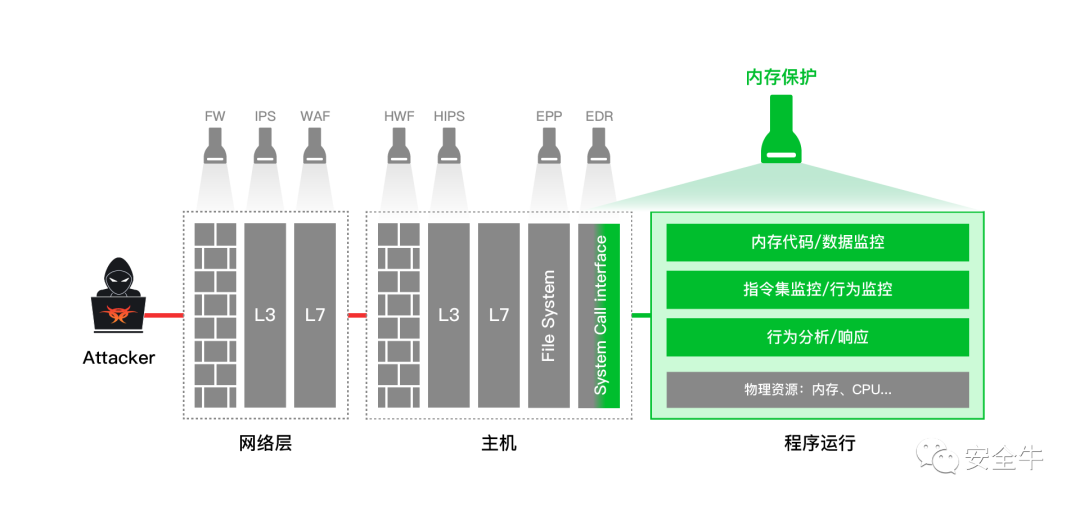 内存保护
FW IPS WAF HWF HIPS EPP EDR
内存代码/数据监控
指令集监控/行为监控
行为分析/响应
物理资源：内存、CPU...
L3
L7
L3
L7
File System
System Call interface
Attacker
网络层
主机
程序运行
安全牛